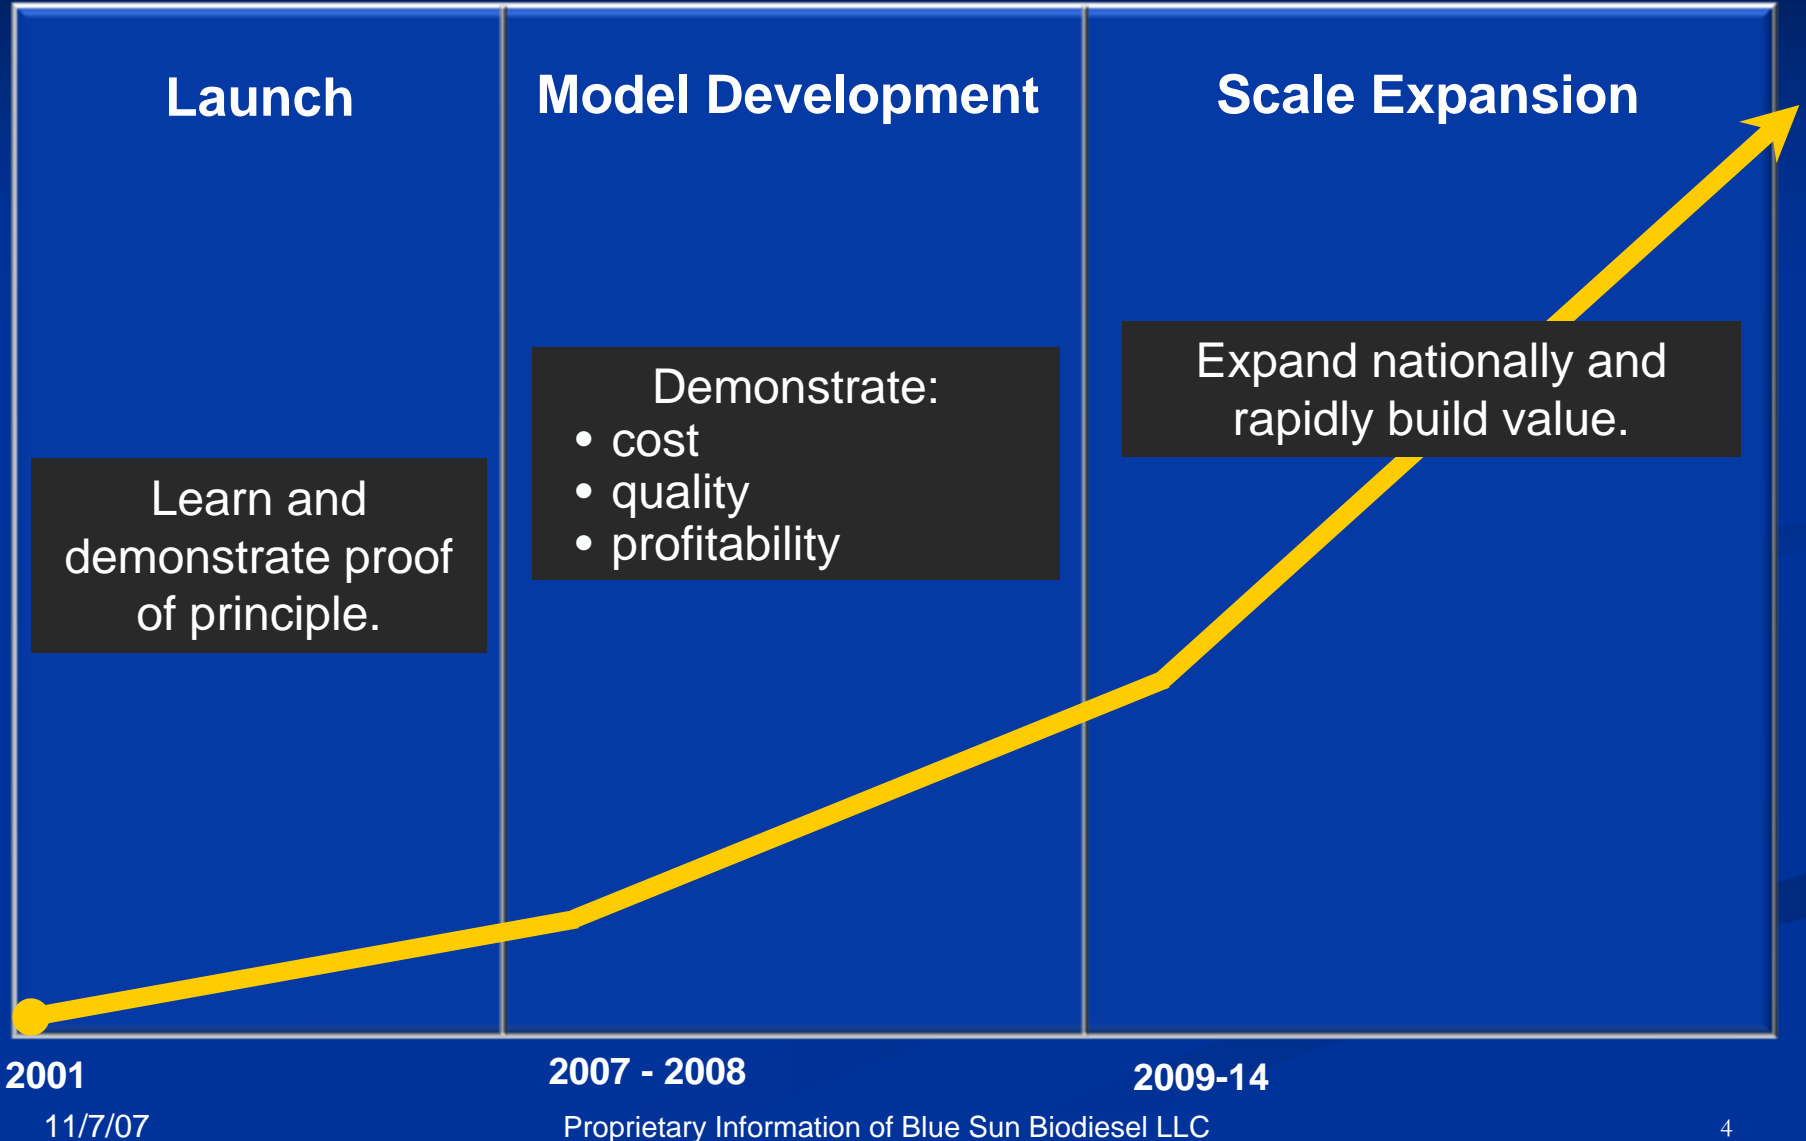 Launch
Model Development
Scale Expansion
Learn and
demonstrate proof
of principle.
Demonstrate:
• cost
• quality
• profitability
Expand nationally and
rapidly build value.
2001
2007 - 2008
2009-14
11/7/07
Proprietary Information of Blue Sun Biodiesel LLC
4